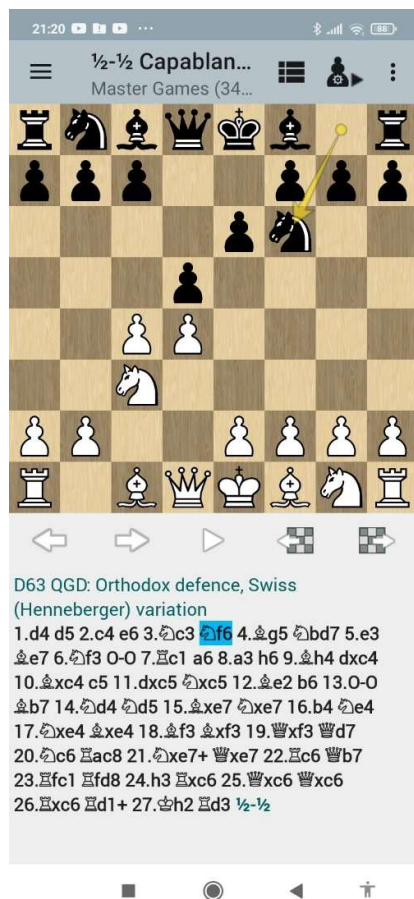 21:20
88
½-½ Capablan...
Master Games (34...
D63 QGD: Orthodox defence, Swiss
(Henneberger) variation
1.d4 d5 2.c4 e6 3.♘c3 ♘f6 4.♗g5 ♘bd7 5.e3
♗e7 6.♘f3 O-O 7.♖c1 a6 8.a3 h6 9.♗h4 dxc4
10.♗xc4 c5 11.dxc5 ♘xc5 12.♗e2 b6 13.O-O
♗b7 14.♘d4 ♘d5 15.♗xe7 ♘xe7 16.b4 ♘e4
17.♘xe4 ♗xe4 18.♗f3 ♗xf3 19.♕xf3 ♕d7
20.♘c6 ♖ac8 21.♘xe7+ ♕xe7 22.♖c6 ♕b7
23.♖fc1 ♖fd8 24.h3 ♖xc6 25.♕xc6 ♕xc6
26.♖xc6 ♖d1+ 27.♔h2 ♖d3 ½-½